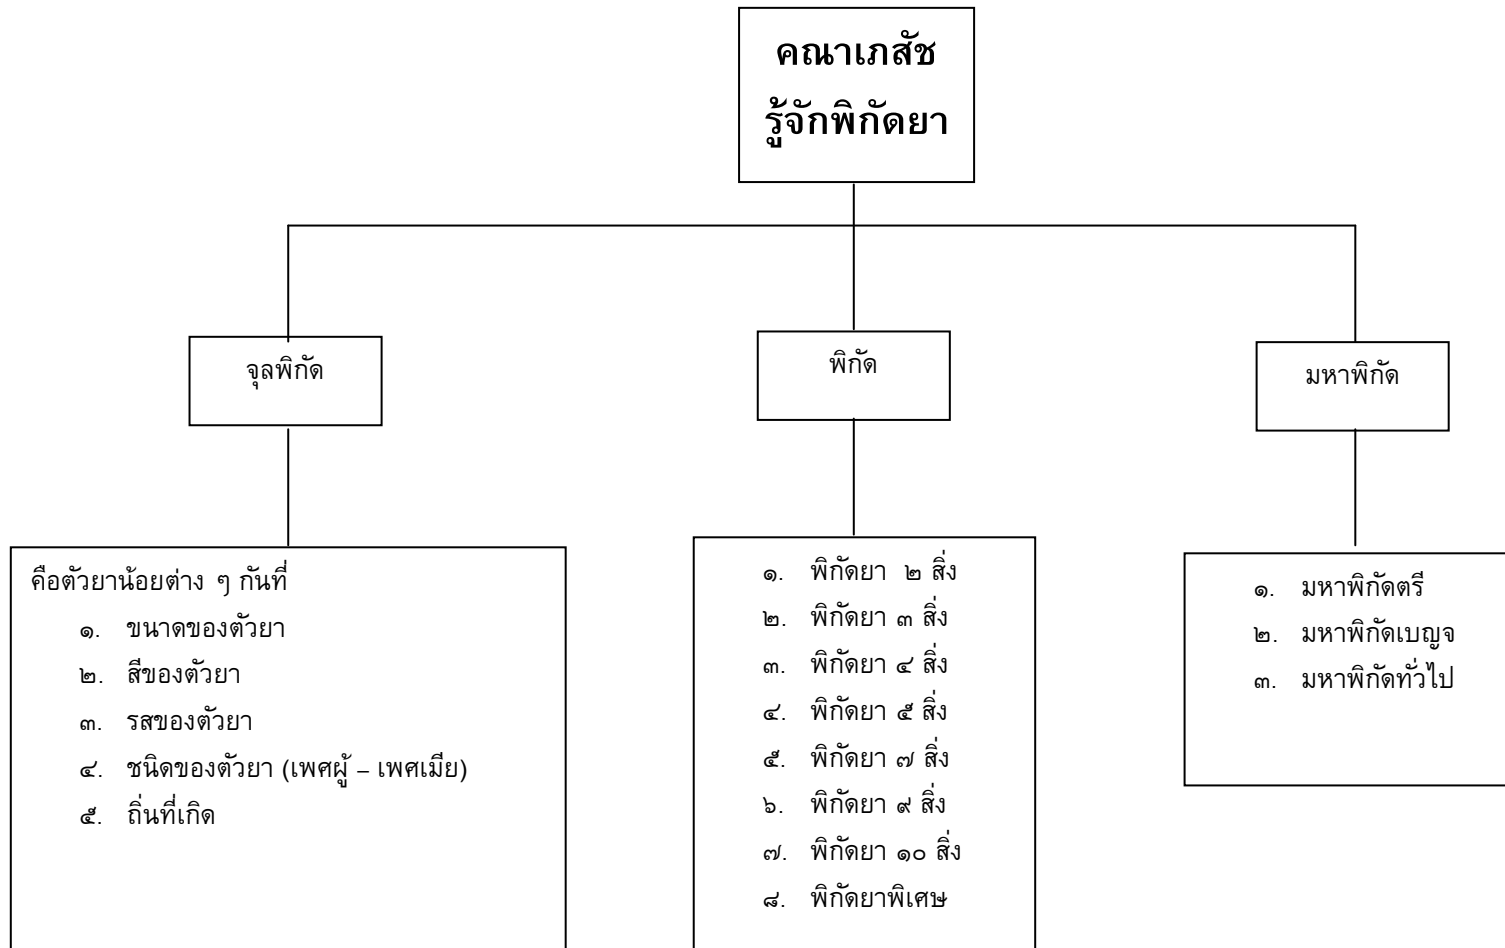 คณาเภสัช
รู้จักพิกัดยา
จุลพิกัด
พิกัด
มหาพิกัด
คือตัวยาน้อยต่าง ๆ กันที่
๑. ขนาดของตัวยา
๒. สีของตัวยา
๓. รสของตัวยา
๔. ชนิดของตัวยา (เพศผู้ – เพศเมีย)
๕. ถิ่นที่เกิด
๑. พิกัดยา ๒ สิ่ง
๒. พิกัดยา ๓ สิ่ง
๓. พิกัดยา ๔ สิ่ง
๔. พิกัดยา ๕ สิ่ง
๕. พิกัดยา ๗ สิ่ง
๖. พิกัดยา ๙ สิ่ง
๗. พิกัดยา ๑๐ สิ่ง
๘. พิกัดยาพิเศษ
๑. มหาพิกัดตรี
๒. มหาพิกัดเบญจ
๓. มหาพิกัดทั่วไป